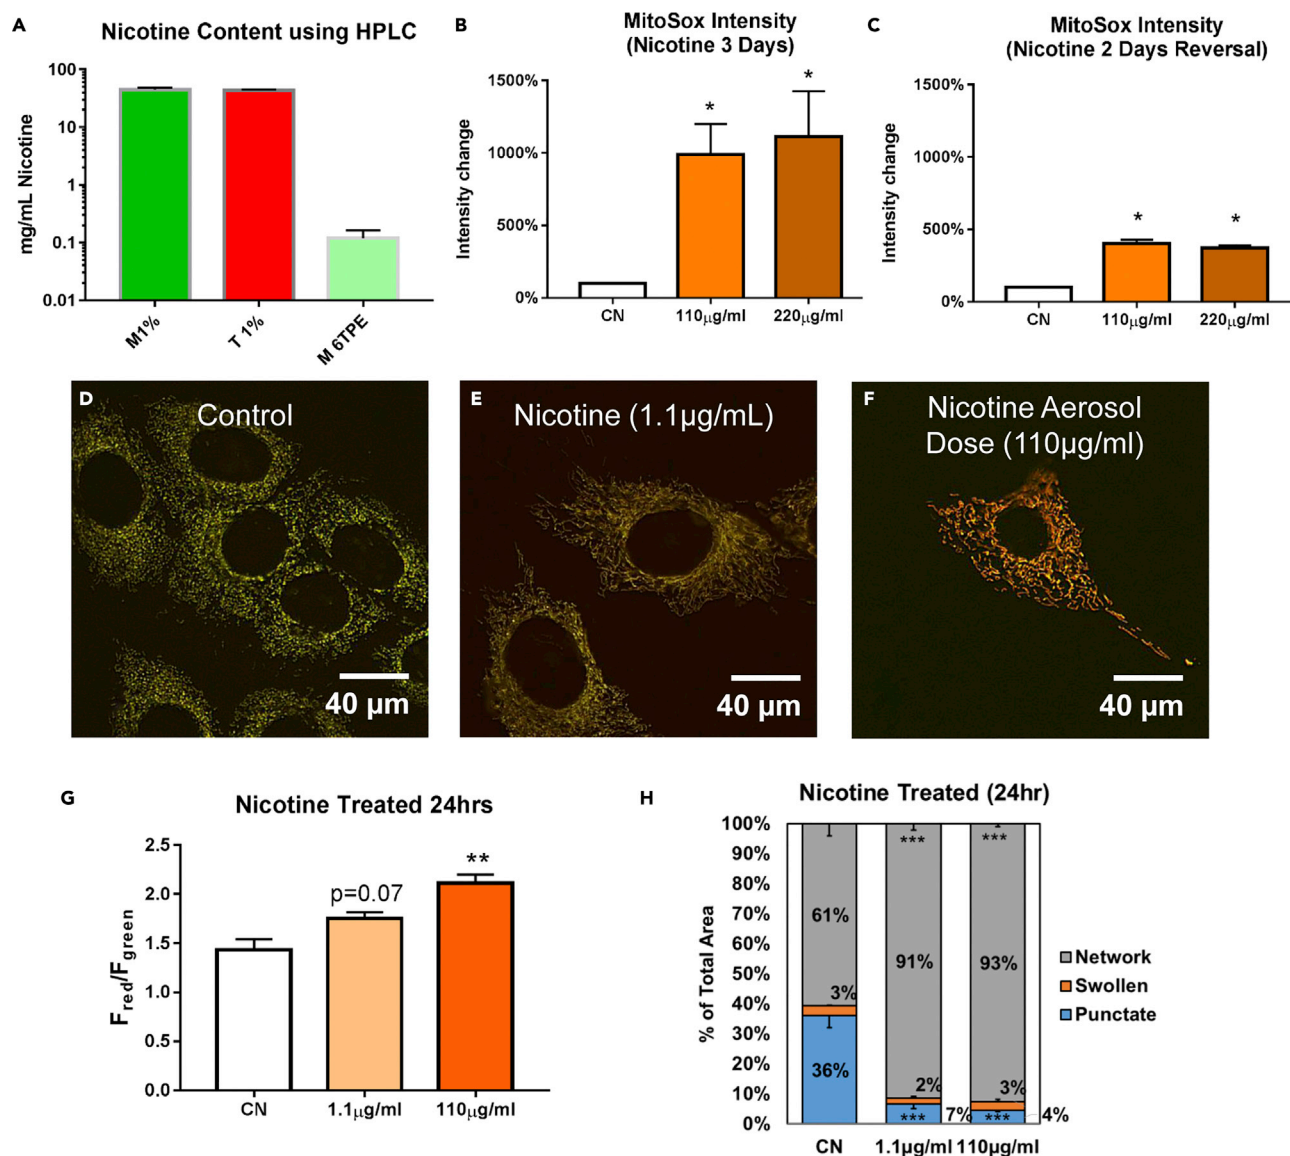 A
Nicotine Content using HPLC
mg/mL Nicotine
100
10
1
0.1
0.01
M1%
T 1%
M 6TPE
B
MitoSox Intensity
(Nicotine 3 Days)
Intensity change
1500%
1000%
500%
0%
*
*
CN
110µg/ml
220µg/ml
C
MitoSox Intensity
(Nicotine 2 Days Reversal)
Intensity change
1500%
1000%
500%
0%
*
*
CN
110µg/ml
220µg/ml
D
Control
40 µm
E
Nicotine (1.1µg/mL)
40 µm
F
Nicotine Aerosol
Dose (110µg/ml)
40 µm
G
Nicotine Treated 24hrs
Fred/Fgreen
2.5
2.0
1.5
1.0
0.5
0.0
p=0.07
**
CN
1.1µg/ml
110µg/ml
H
Nicotine Treated (24hr)
% of Total Area
100%
90%
80%
70%
60%
50%
40%
30%
20%
10%
0%
61%
3%
36%
***
91%
2%
***
7%
***
93%
3%
***
4%
CN
1.1µg/ml
110µg/ml
Network
Swollen
Punctate